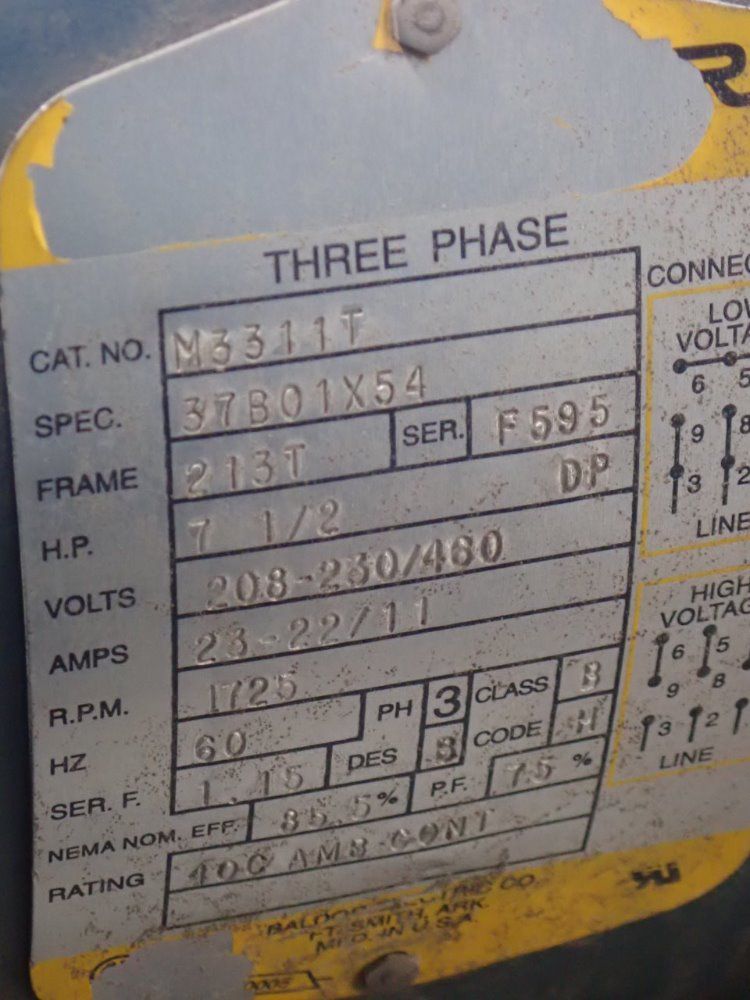 R
THREE PHASE
CAT. NO. M3311T
SPEC. 37B01X54
FRAME 213T SER. F595
H.P. 7 1/2 DP
VOLTS 208-230/460
AMPS 23-22/11
R.P.M. 1725
HZ 60 PH 3 CLASS B
SER. F. 1.15 DES B CODE H
NEMA NOM. EFF. 85.5% P.F. 75 %
RATING 40C AMB-CONT
BALDOR ELECTRIC CO.
FT. SMITH, ARK.
MFD. IN U.S.A.
CONNEC
LOW
VOLTA
6 5
9 8
3 2
LINE
HIGH
VOLTAG
6 5
9 8
3 2
LINE